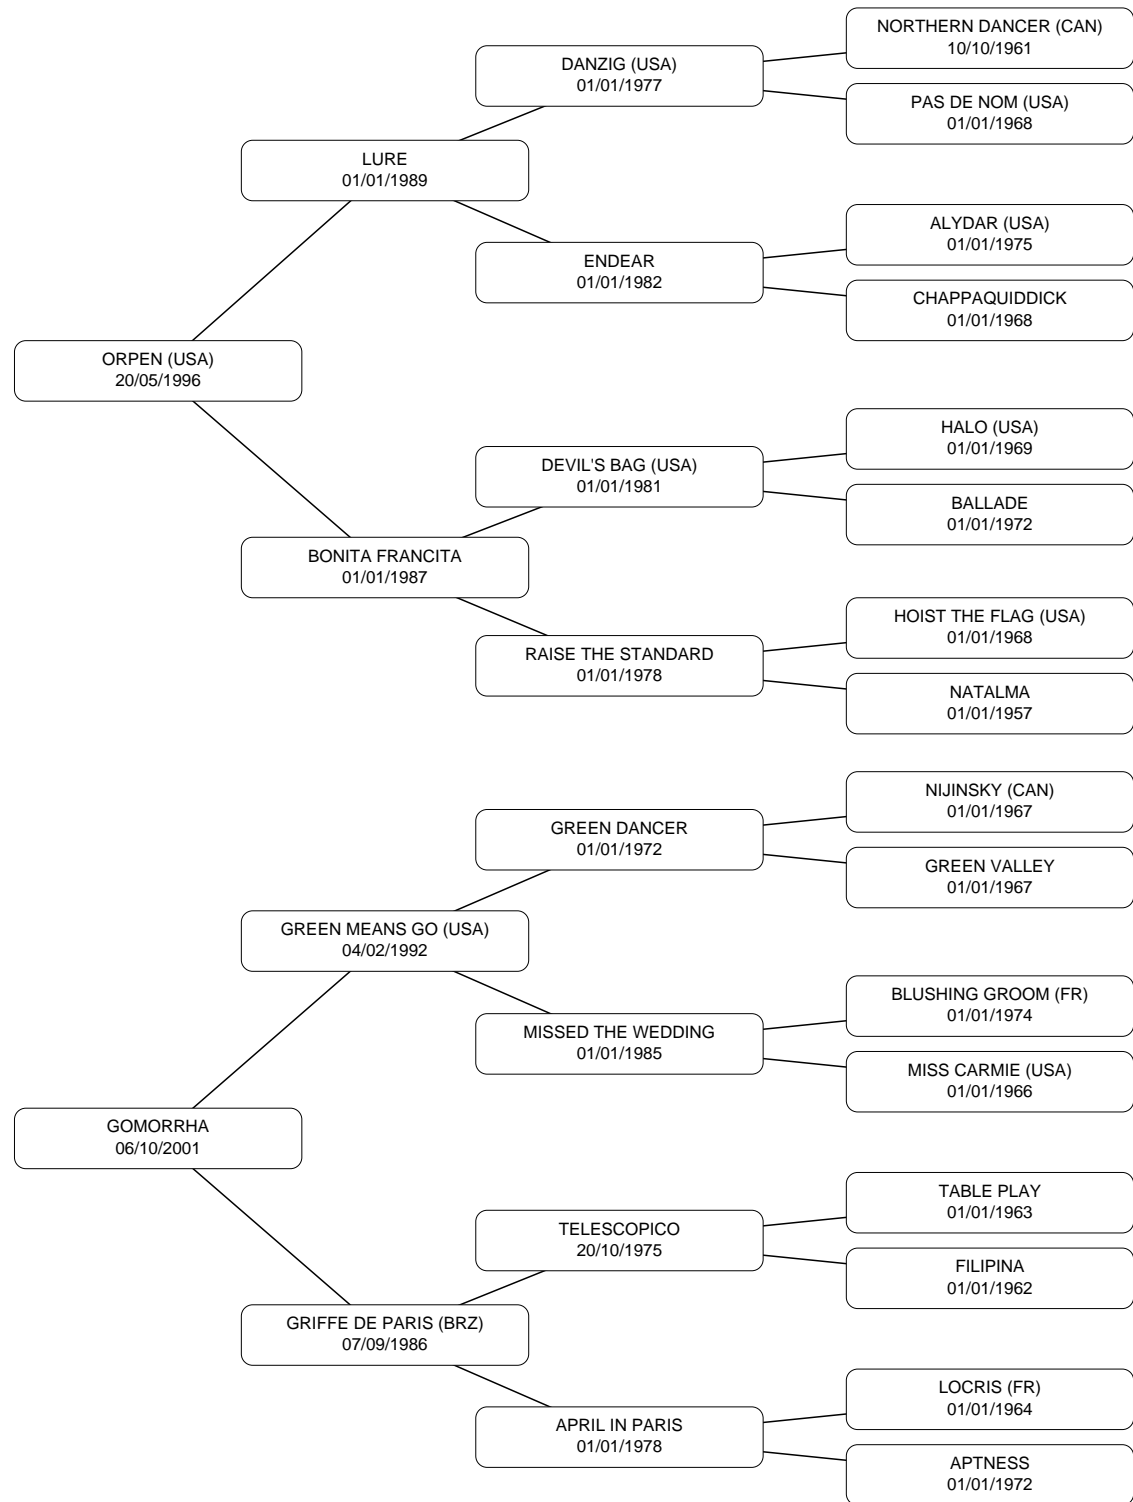 NORTHERN DANCER (CAN)
10/10/1961
DANZIG (USA)
01/01/1977
PAS DE NOM (USA)
01/01/1968
LURE
01/01/1989
ALYDAR (USA)
01/01/1975
ENDEAR
01/01/1982
CHAPPAQUIDDICK
01/01/1968
ORPEN (USA)
20/05/1996
HALO (USA)
01/01/1969
DEVIL'S BAG (USA)
01/01/1981
BALLADE
01/01/1972
BONITA FRANCITA
01/01/1987
HOIST THE FLAG (USA)
01/01/1968
RAISE THE STANDARD
01/01/1978
NATALMA
01/01/1957
NIJINSKY (CAN)
01/01/1967
GREEN DANCER
01/01/1972
GREEN VALLEY
01/01/1967
GREEN MEANS GO (USA)
04/02/1992
BLUSHING GROOM (FR)
01/01/1974
MISSED THE WEDDING
01/01/1985
MISS CARMIE (USA)
01/01/1966
GOMORRHA
06/10/2001
TABLE PLAY
01/01/1963
TELESCOPICO
20/10/1975
FILIPINA
01/01/1962
GRIFFE DE PARIS (BRZ)
07/09/1986
LOCRIS (FR)
01/01/1964
APRIL IN PARIS
01/01/1978
APTNESS
01/01/1972